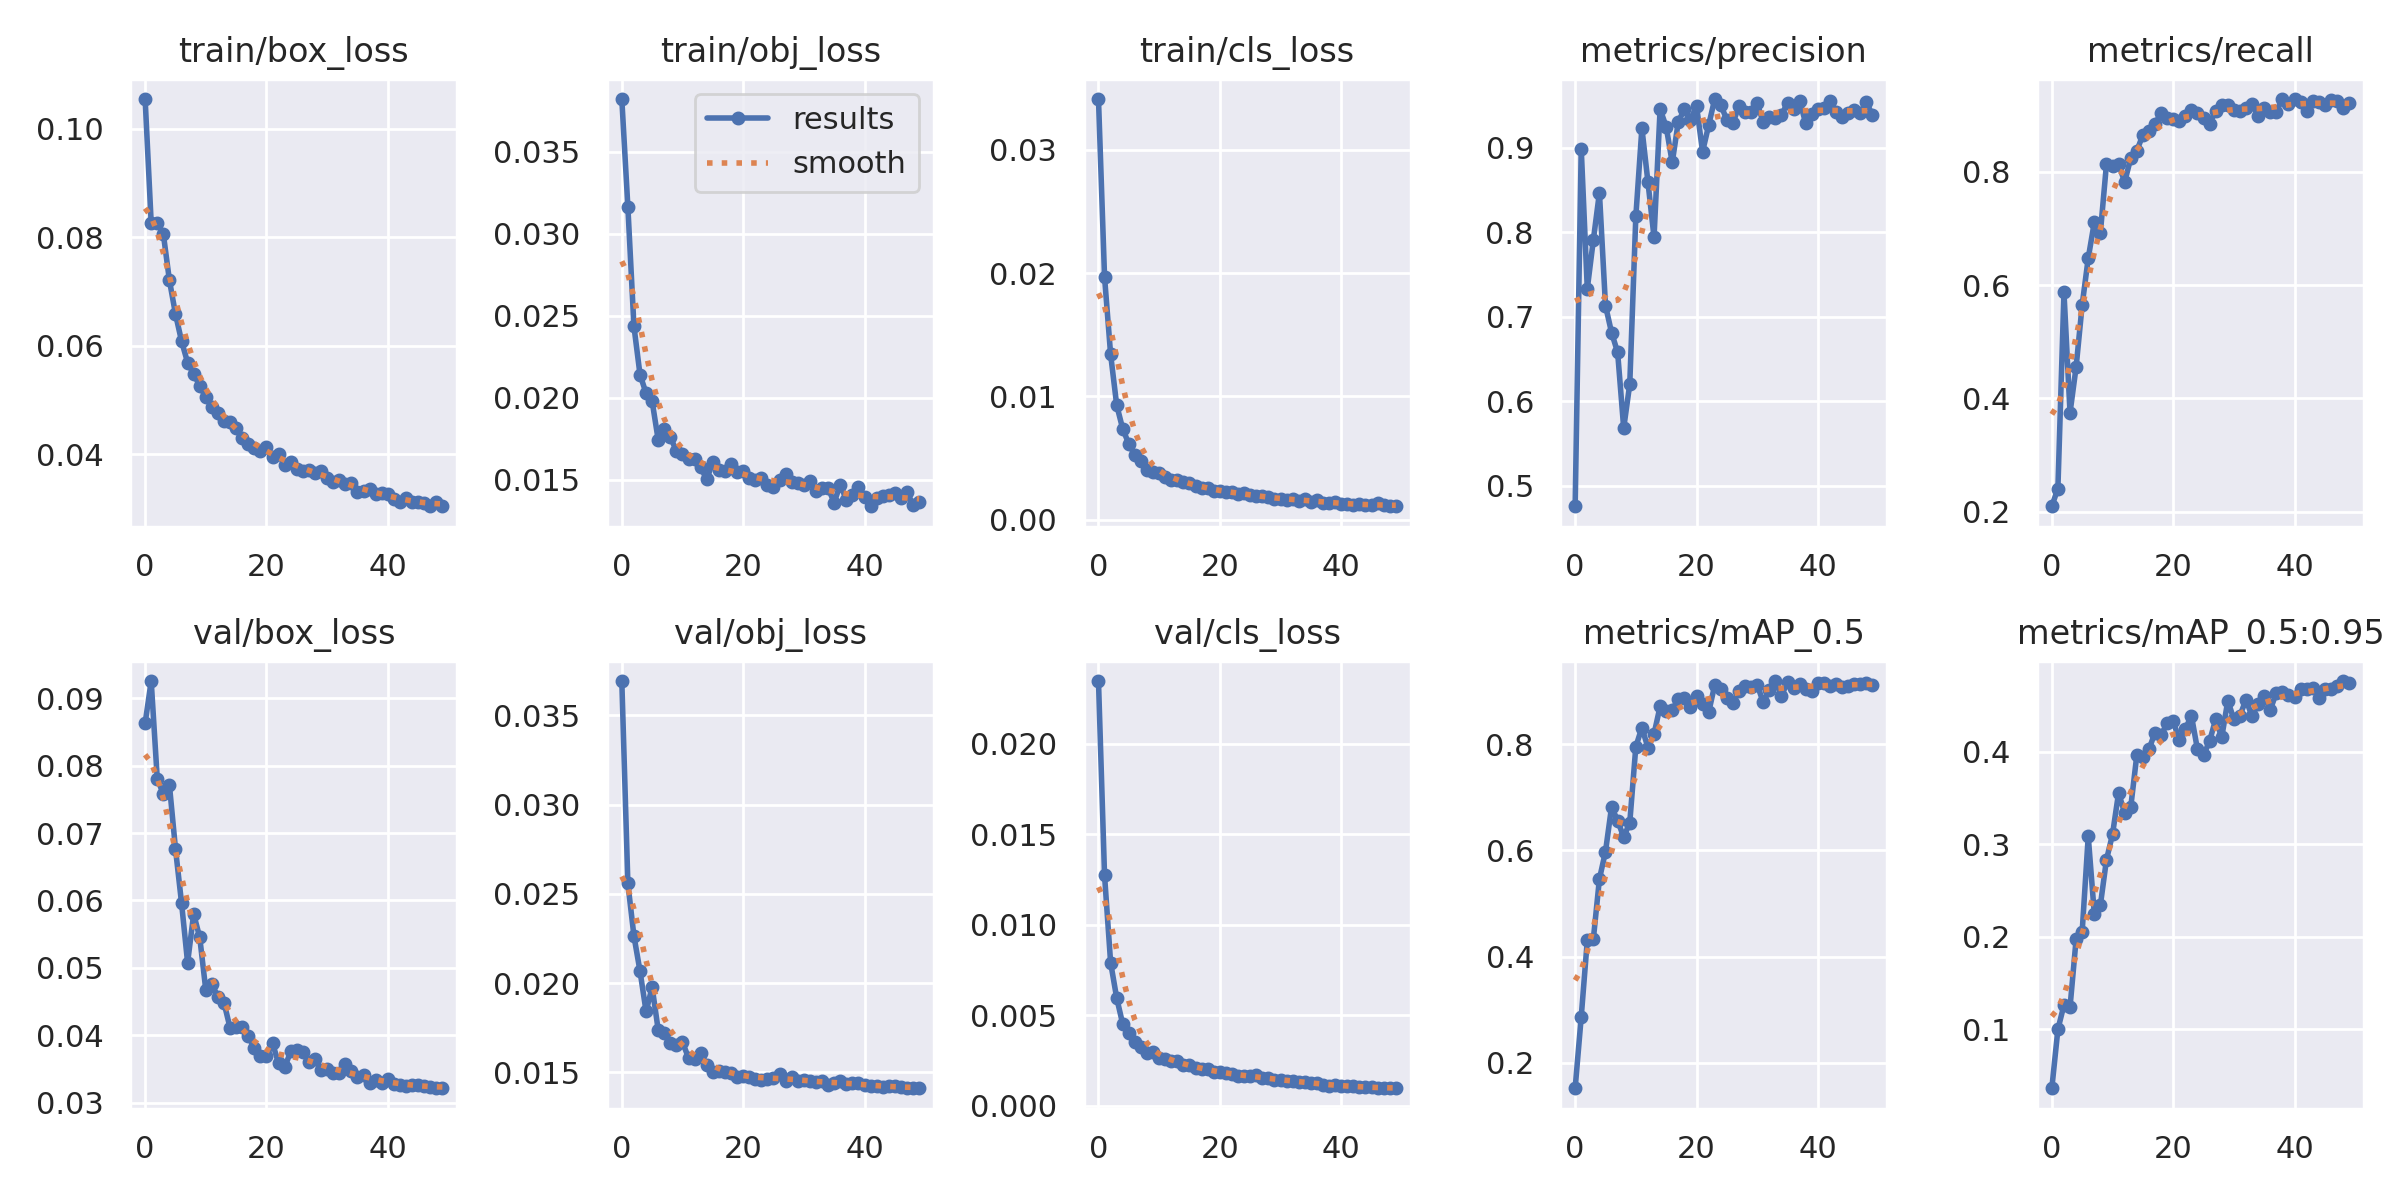 train/box_loss
0.10
0.08
0.06
0.04
0 20 40
train/obj_loss
results
smooth
0.035
0.030
0.025
0.020
0.015
0 20 40
train/cls_loss
0.03
0.02
0.01
0.00
0 20 40
metrics/precision
0.9
0.8
0.7
0.6
0.5
0 20 40
metrics/recall
0.8
0.6
0.4
0.2
0 20 40
val/box_loss
0.09
0.08
0.07
0.06
0.05
0.04
0.03
0 20 40
val/obj_loss
0.035
0.030
0.025
0.020
0.015
0 20 40
val/cls_loss
0.020
0.015
0.010
0.005
0.000
0 20 40
metrics/mAP_0.5
0.8
0.6
0.4
0.2
0 20 40
metrics/mAP_0.5:0.95
0.4
0.3
0.2
0.1
0 20 40